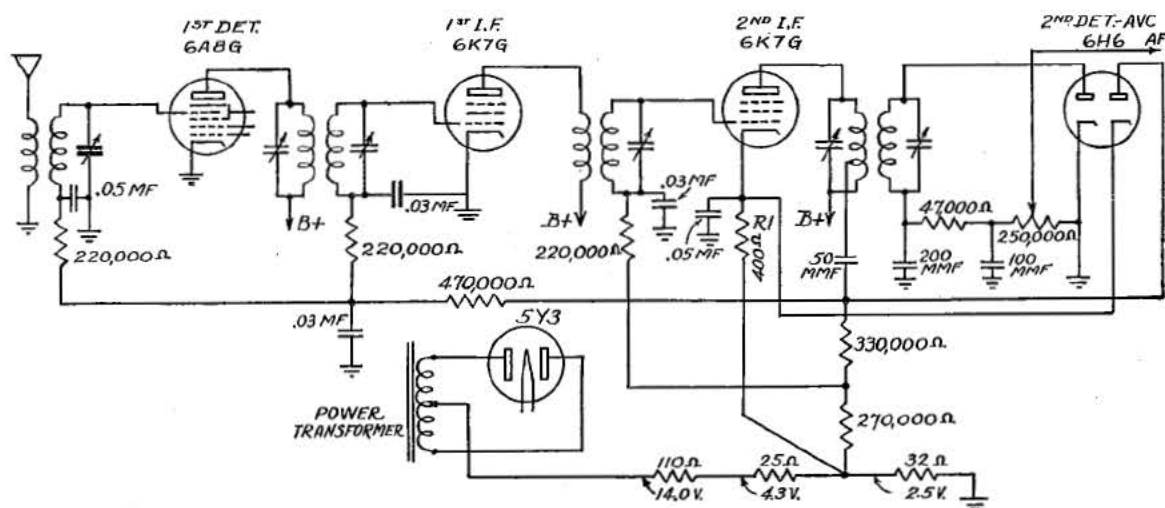 1ST DET.
6A8G
1ST I.F.
6K7G
2ND I.F.
6K7G
2ND DET.-AVC
6H6
AF
.05 MF
220,000Ω
B+
.03 MF
220,000Ω
B+
220,000Ω
.03 MF
.05 MF
R1
400Ω
B+
50
MMF
47,000Ω
200
MMF
100
MMF
250,000Ω
470,000Ω
.03 MF
5Y3
POWER
TRANSFORMER
330,000Ω
270,000Ω
110Ω
14.0V.
25Ω
4.3V.
32Ω
2.5V.